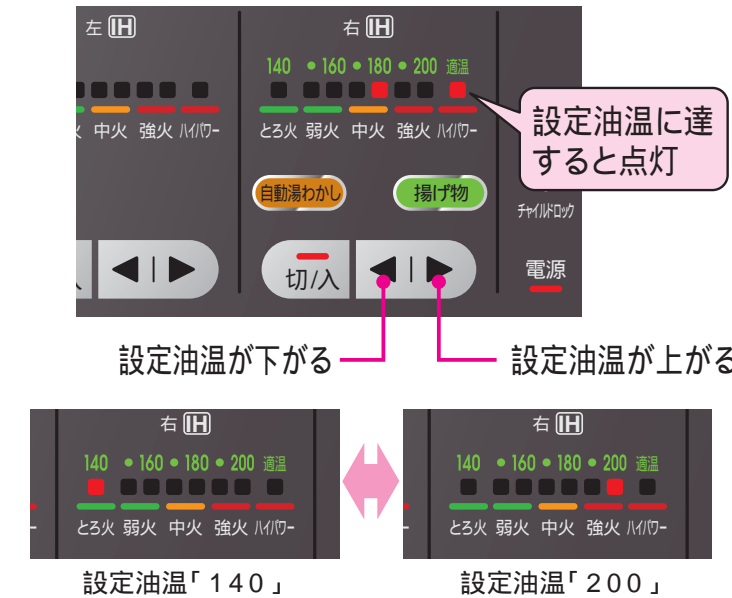 左 IH
右 IH
140 • 160 • 180 • 200 適温
中火 強火 ハイパワー
とろ火 弱火 中火 強火 ハイパワー
設定油温に達
すると点灯
自動湯わかし
揚げ物
チャイルドロック
切/入
電源
設定油温が下がる
設定油温が上がる
右 IH
140 • 160 • 180 • 200 適温
とろ火 弱火 中火 強火 ハイパワー
設定油温「140」
右 IH
140 • 160 • 180 • 200 適温
とろ火 弱火 中火 強火 ハイパワー
設定油温「200」